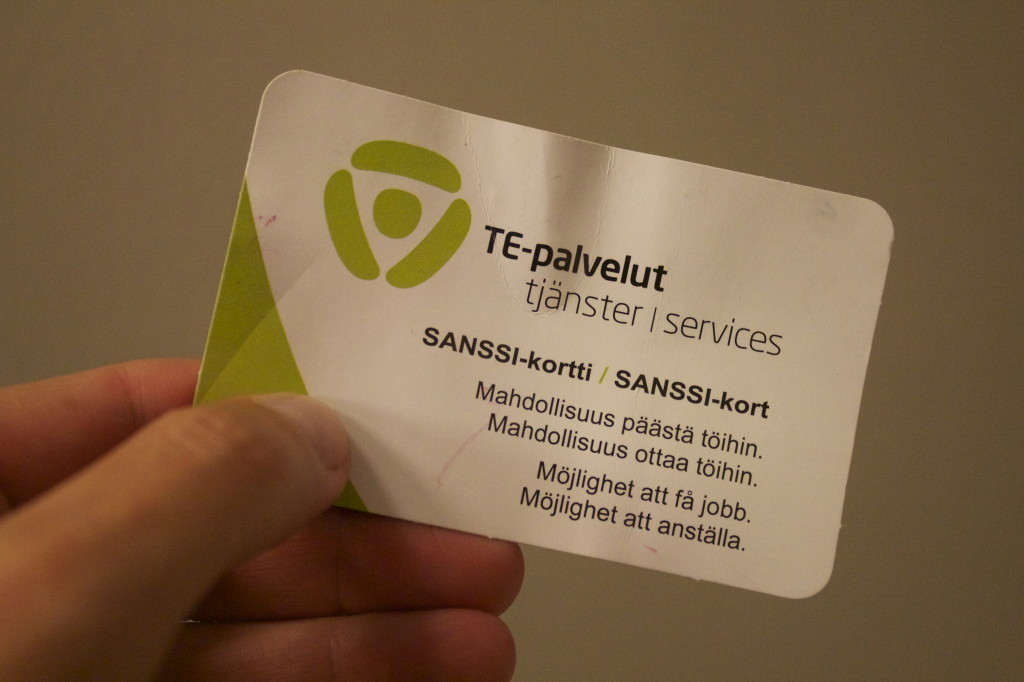 TE-palvelut
tjänster | services
SANSSI-kortti / SANSSI-kort
Mahdollisuus päästä töihin.
Mahdollisuus ottaa töihin.
Möjlighet att få jobb.
Möjlighet att anställa.